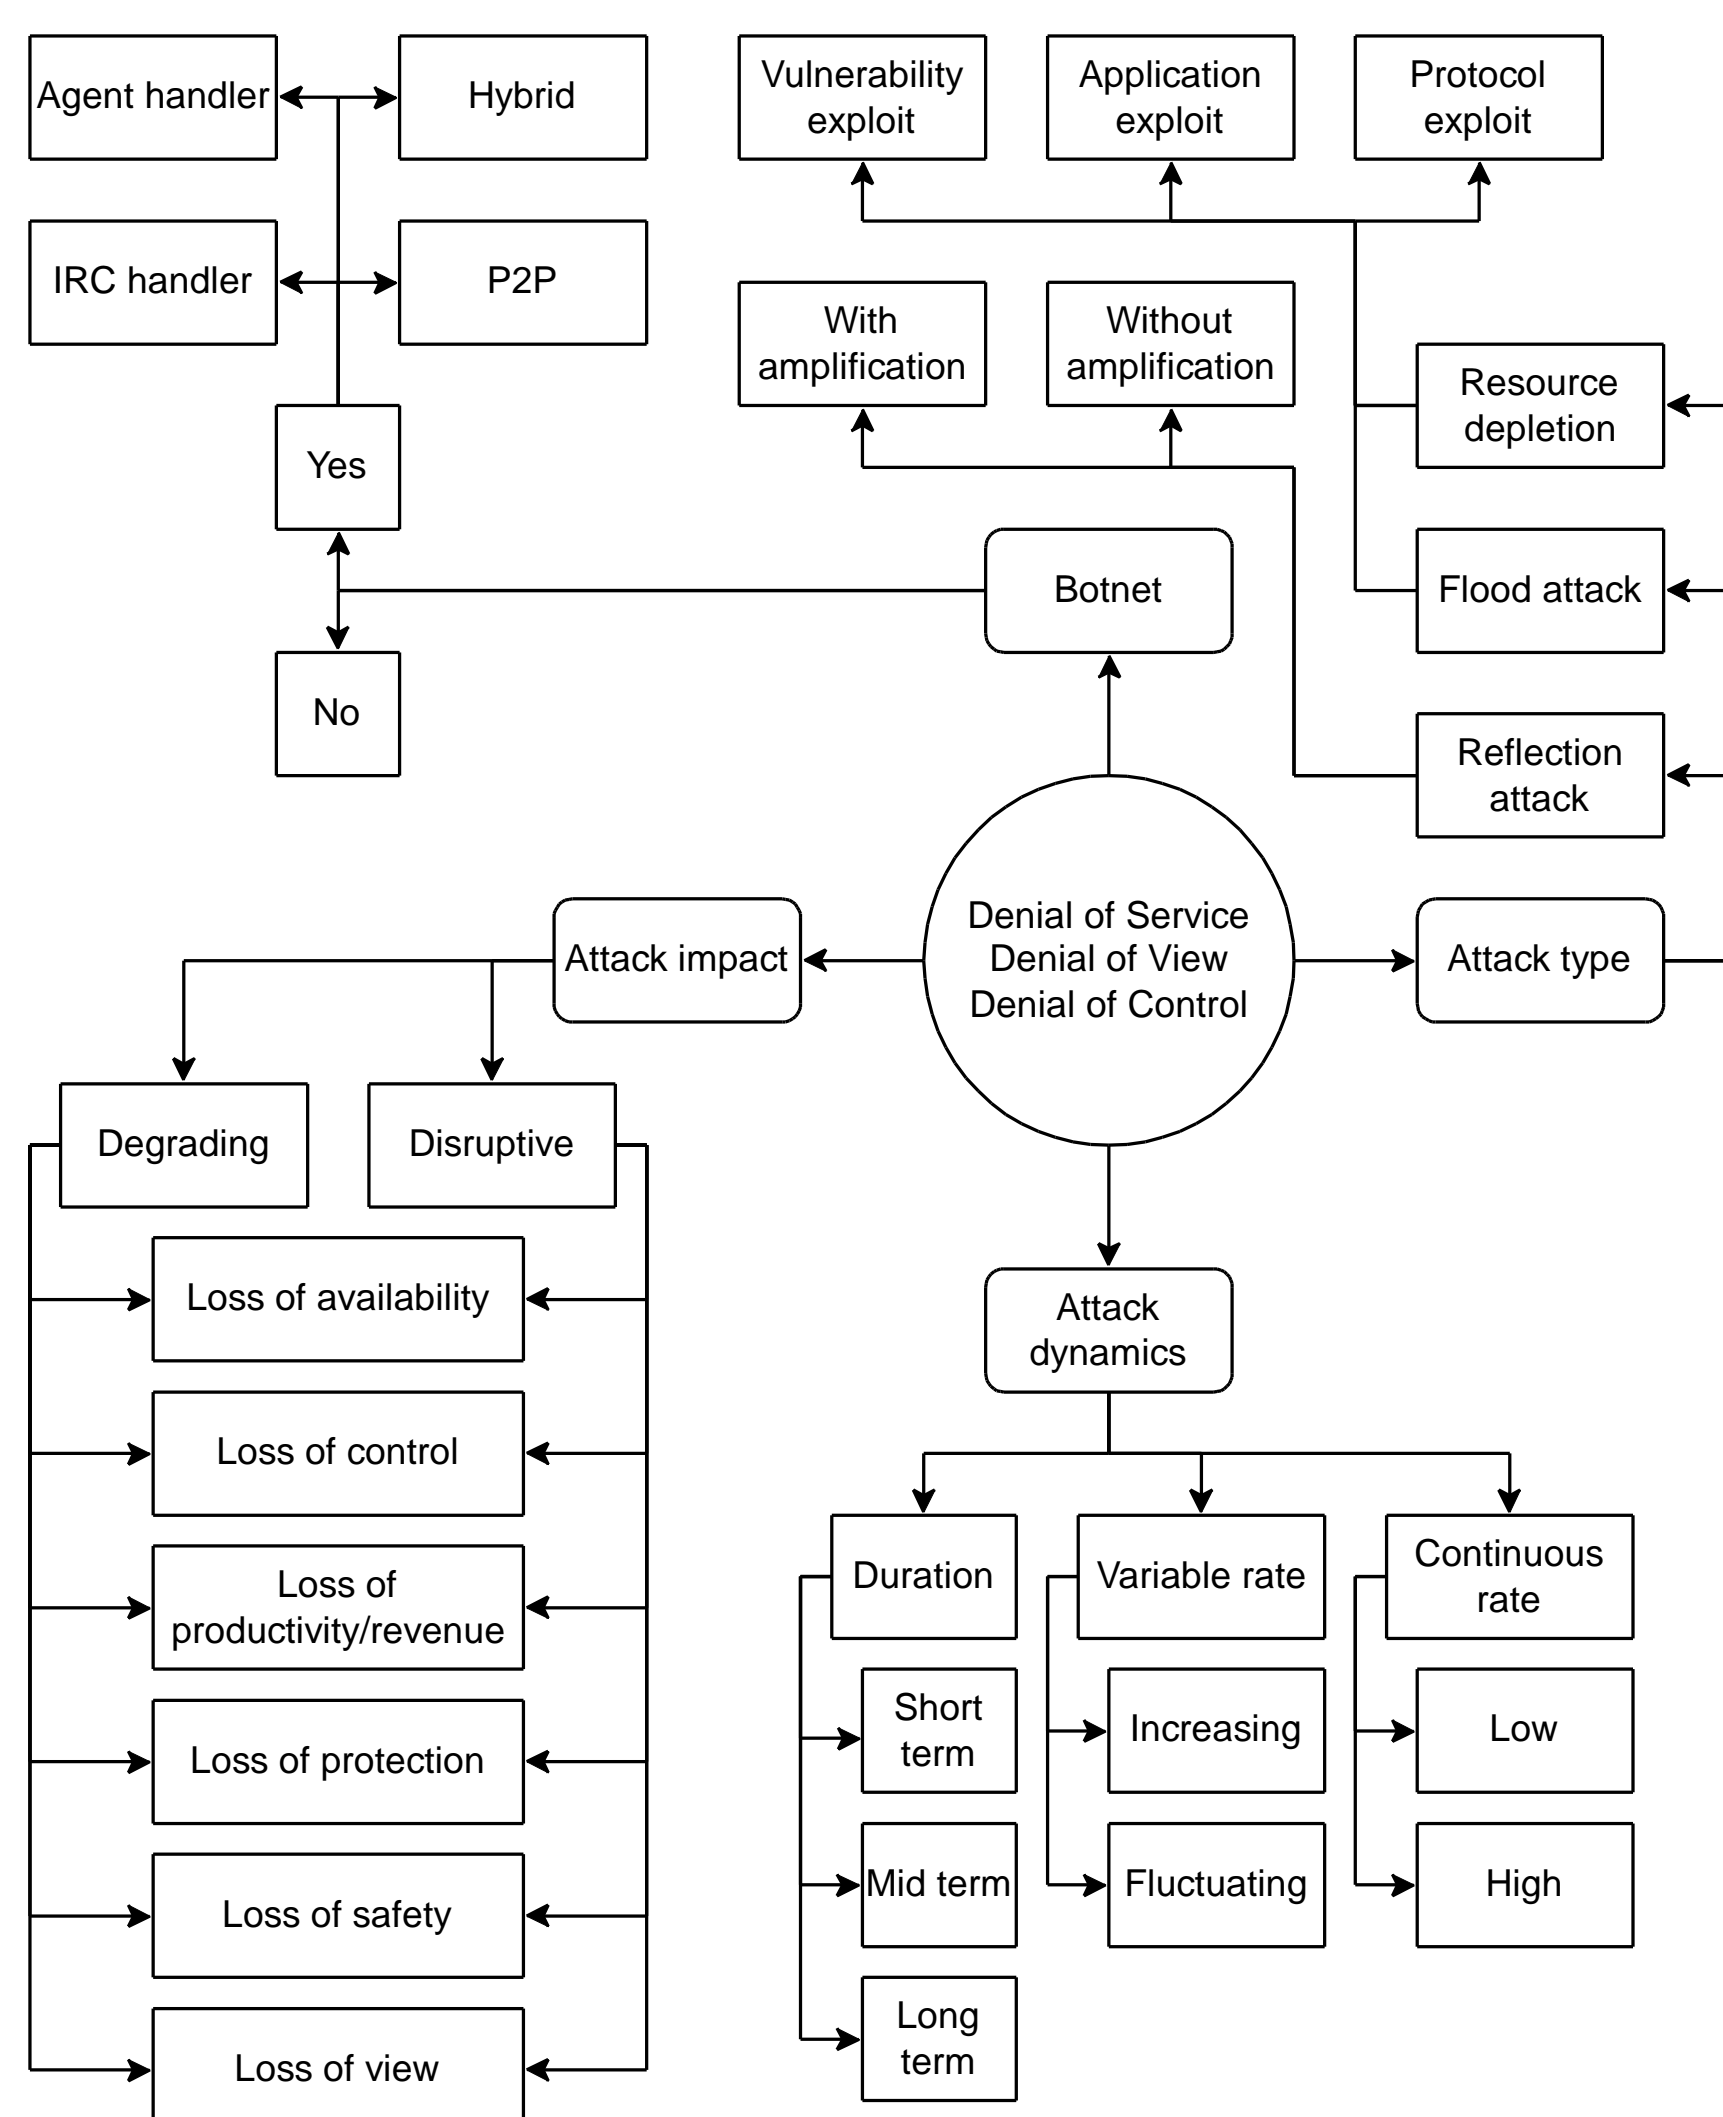 Agent handler
Hybrid
Vulnerability
exploit
Application
exploit
Protocol
exploit
IRC handler
P2P
With
amplification
Without
amplification
Resource
depletion
Yes
Botnet
Flood attack
No
Reflection
attack
Attack impact
Denial of Service
Denial of View
Denial of Control
Attack type
Degrading
Disruptive
Loss of availability
Loss of control
Loss of
productivity/revenue
Loss of protection
Loss of safety
Loss of view
Attack
dynamics
Duration
Variable rate
Continuous
rate
Short
term
Increasing
Low
Mid term
Fluctuating
High
Long
term